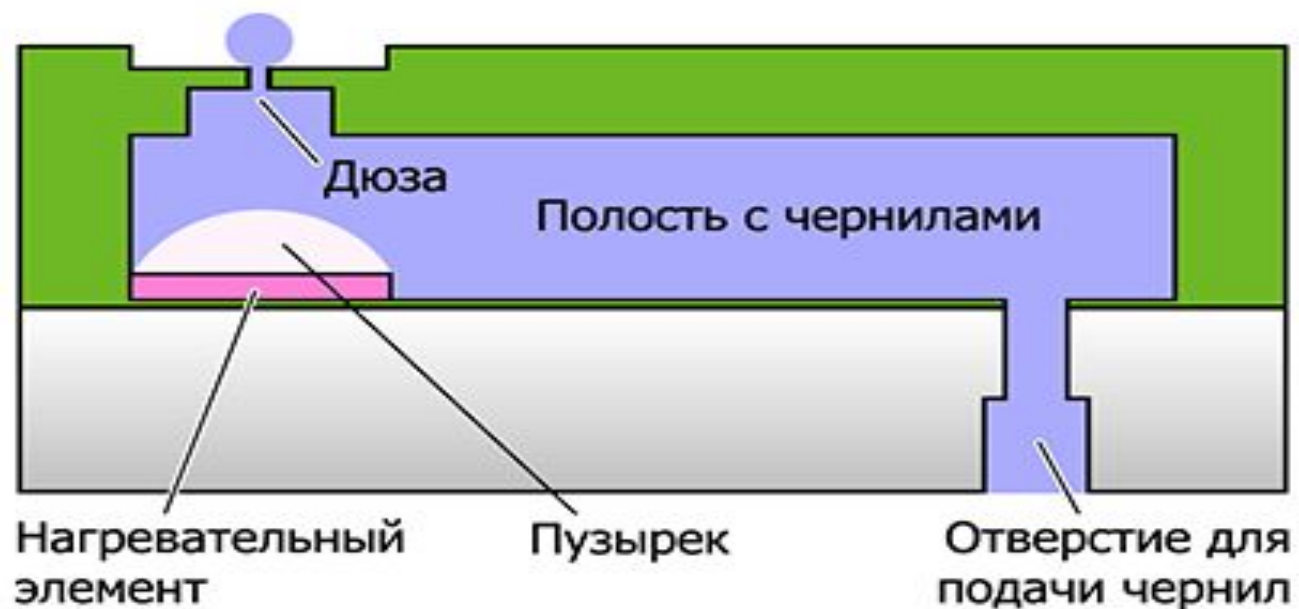 Дюза
Полость с чернилами
Нагревательный
элемент
Пузырек
Отверстие для
подачи чернил